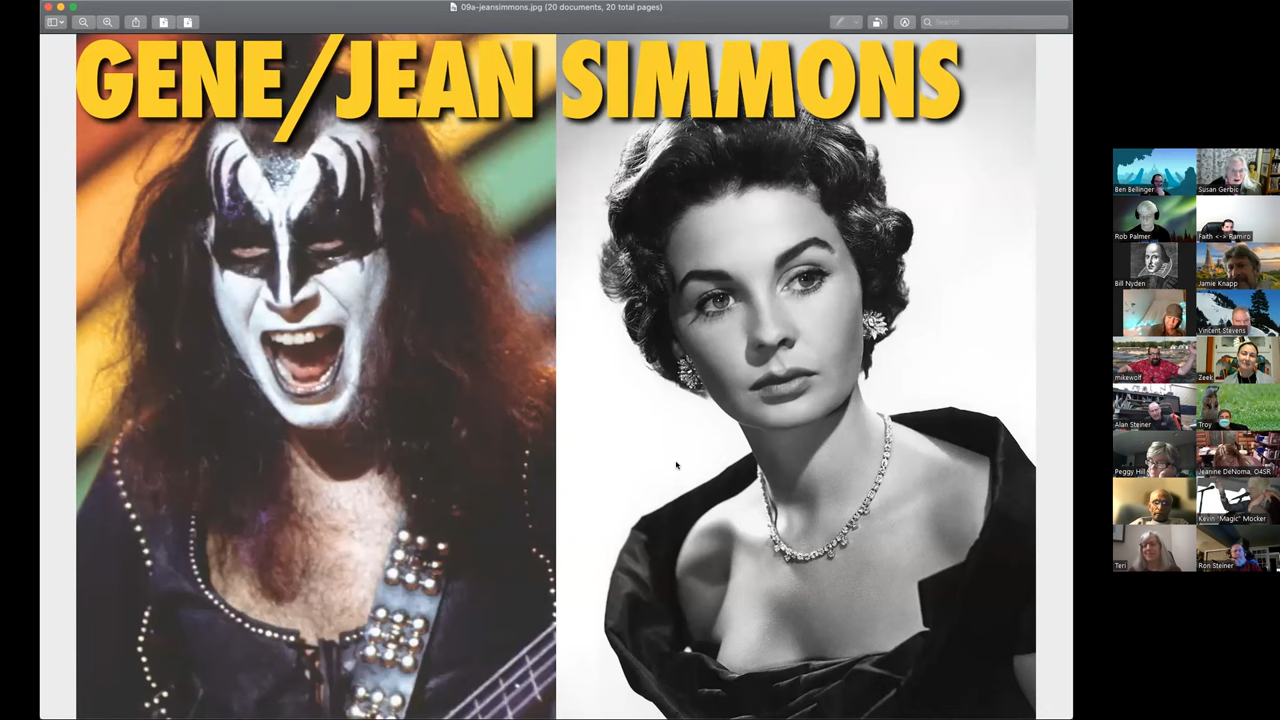 09a-jeansimmons.jpg (20 documents, 20 total pages)
Search
GENE/JEAN SIMMONS
Ben Bellinger
Susan Gerbic
Rob Palmer
Faith <-> Ramiro
Bill Nyden
Jamie Knapp
Vincent Stevens
mikewolf
Zeek
Alan Steiner
Troy
Peggy Hill
Jeanine DeNoma, O4SR
Kevin "Magic" Mocker
Teri
Ron Steiner